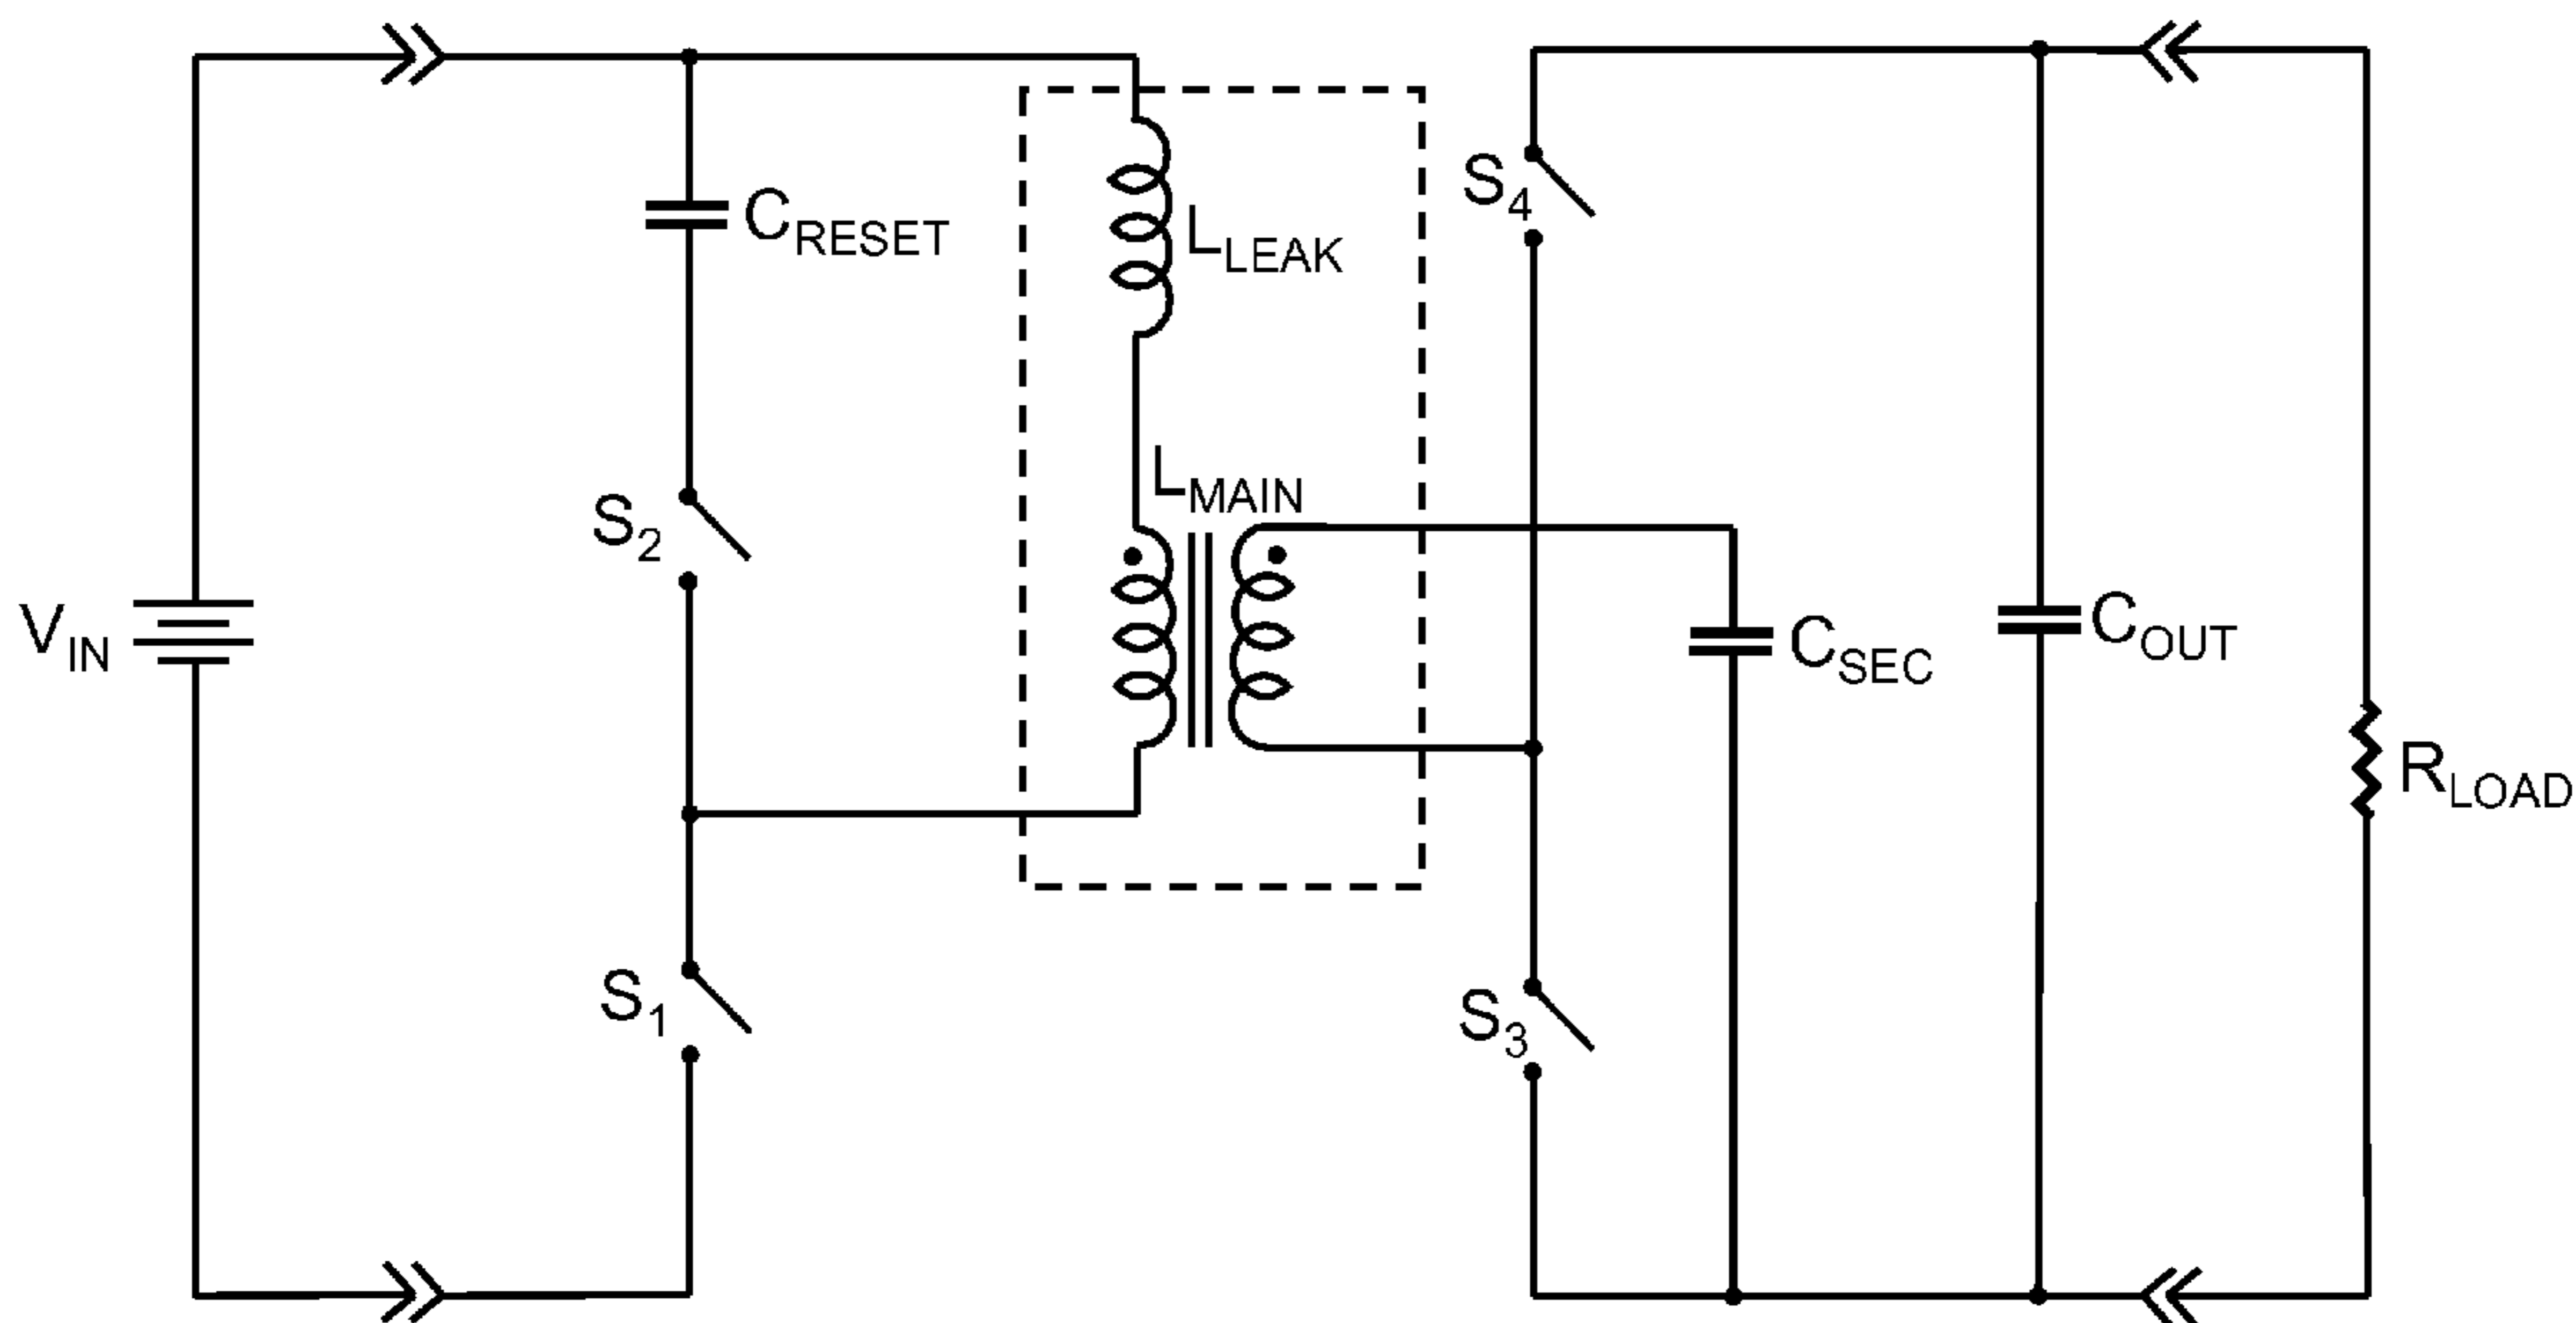 C_RESET
L_LEAK
S_4
L_MAIN
S_2
V_IN
C_SEC
C_OUT
R_LOAD
S_1
S_3